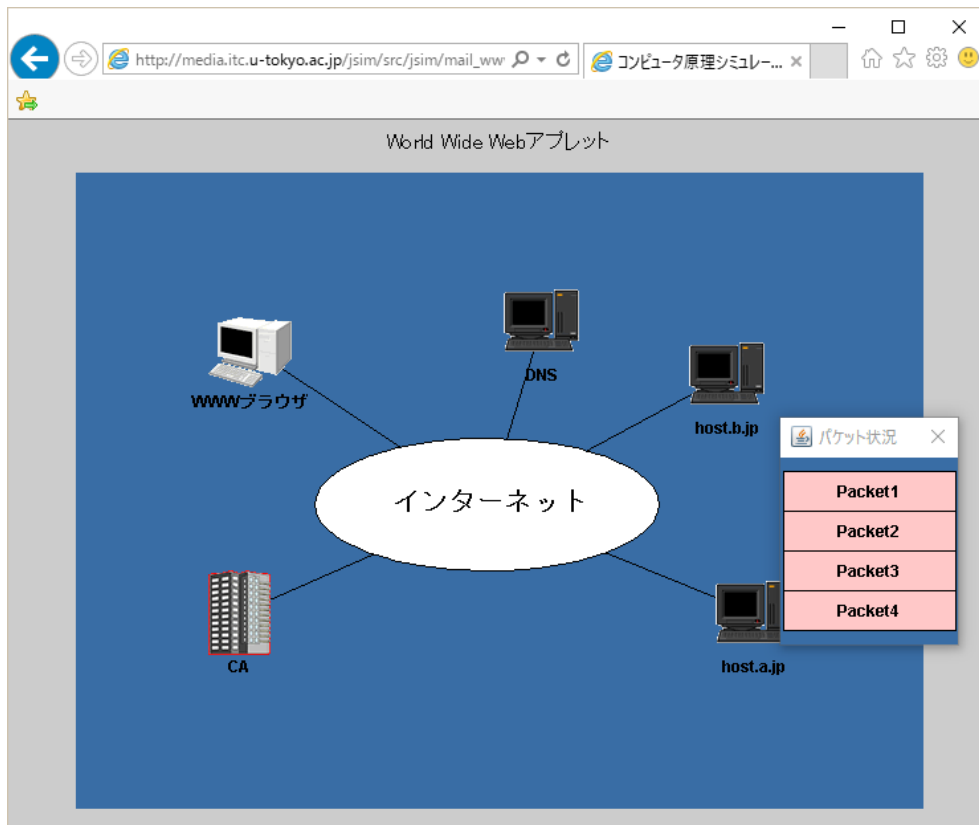 http://media.itc.u-tokyo.ac.jp/jsim/src/jsim/mail_ww
コンピュータ原理シミュレー...
World Wide Webアプレット
DNS
WWWブラウザ
host.b.jp
パケット状況
インターネット
Packet1
Packet2
Packet3
Packet4
CA
host.a.jp